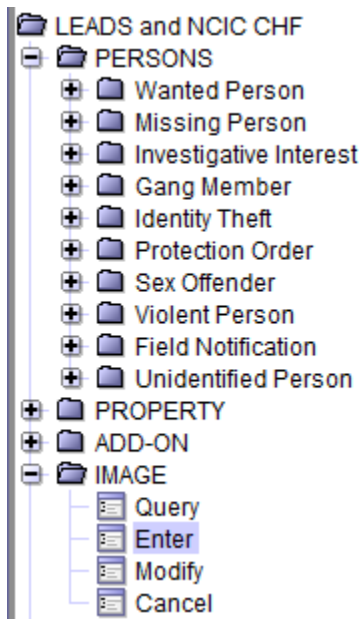 LEADS and NCIC CHF
PERSONS
Wanted Person
Missing Person
Investigative Interest
Gang Member
Identity Theft
Protection Order
Sex Offender
Violent Person
Field Notification
Unidentified Person
PROPERTY
ADD-ON
IMAGE
Query
Enter
Modify
Cancel